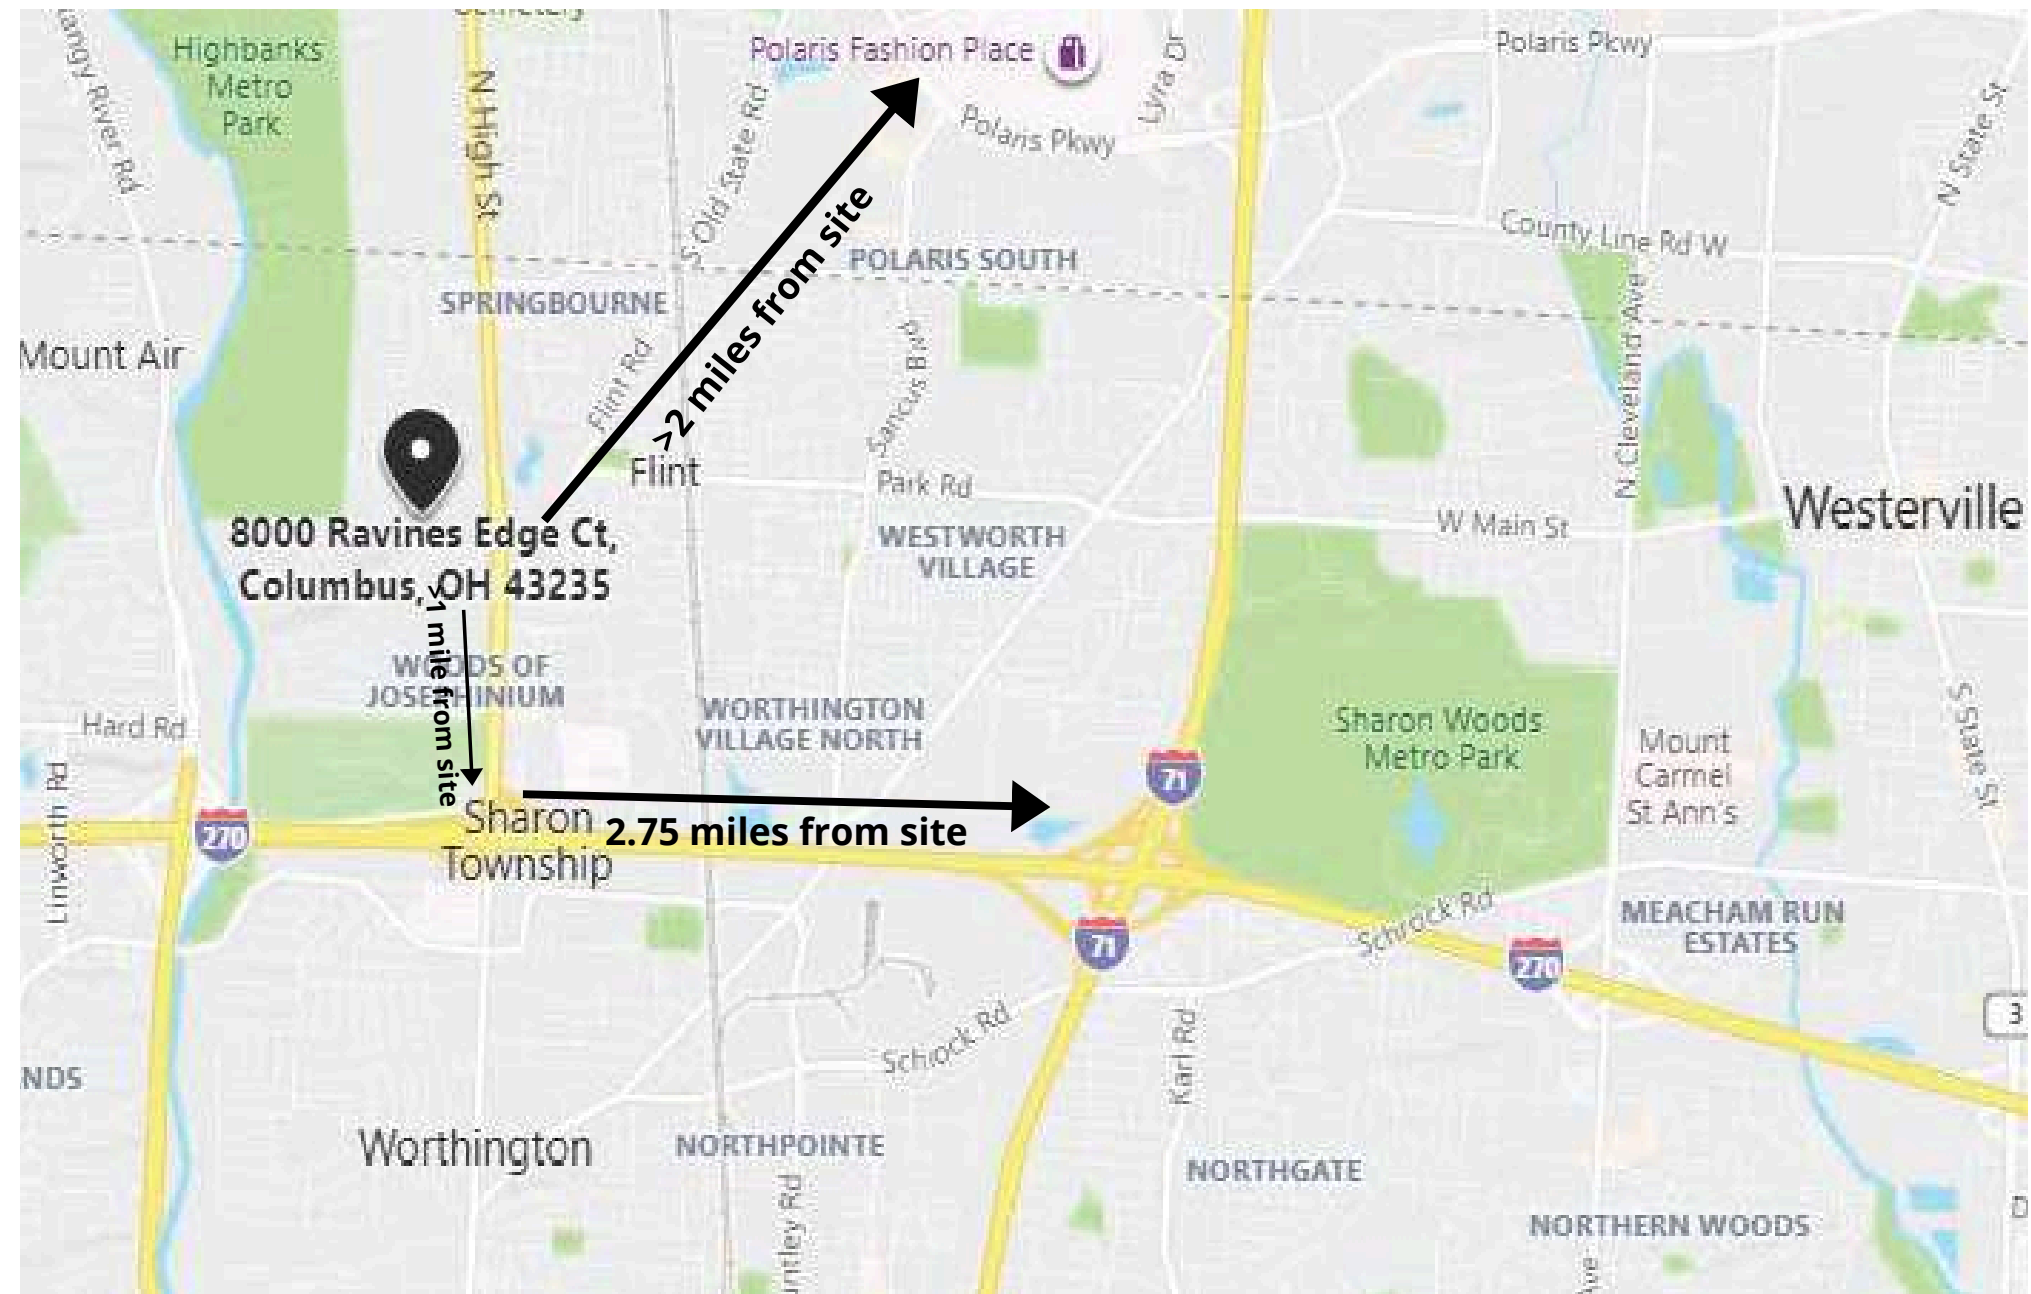 Highbanks
Metro
Park
N High St
Polaris Fashion Place
Lyra Dr
Polaris Pkwy
Polaris Pkwy
N State St
S Old State Rd
>2 miles from site
POLARIS SOUTH
County Line Rd W
SPRINGBOURNE
Mount Air
Flint Rd
Sancus Blvd
N Cleveland Ave
Flint
Park Rd
W Main St
Westerville
8000 Ravines Edge Ct,
Columbus, OH 43235
WESTWORTH
VILLAGE
>1 mile from site
WOODS OF
JOSEPHINIUM
WORTHINGTON
VILLAGE NORTH
Hard Rd
Sharon Woods
Metro Park
Mount
Carmel
St Ann's
S State St
Linworth Rd
270
71
Sharon
Township
2.75 miles from site
Schrock Rd
MEACHAM RUN
ESTATES
71
270
3
Schrock Rd
Karl Rd
NDS
Worthington
NORTHPOINTE
NORTHGATE
untley Rd
NORTHERN WOODS
D
ve